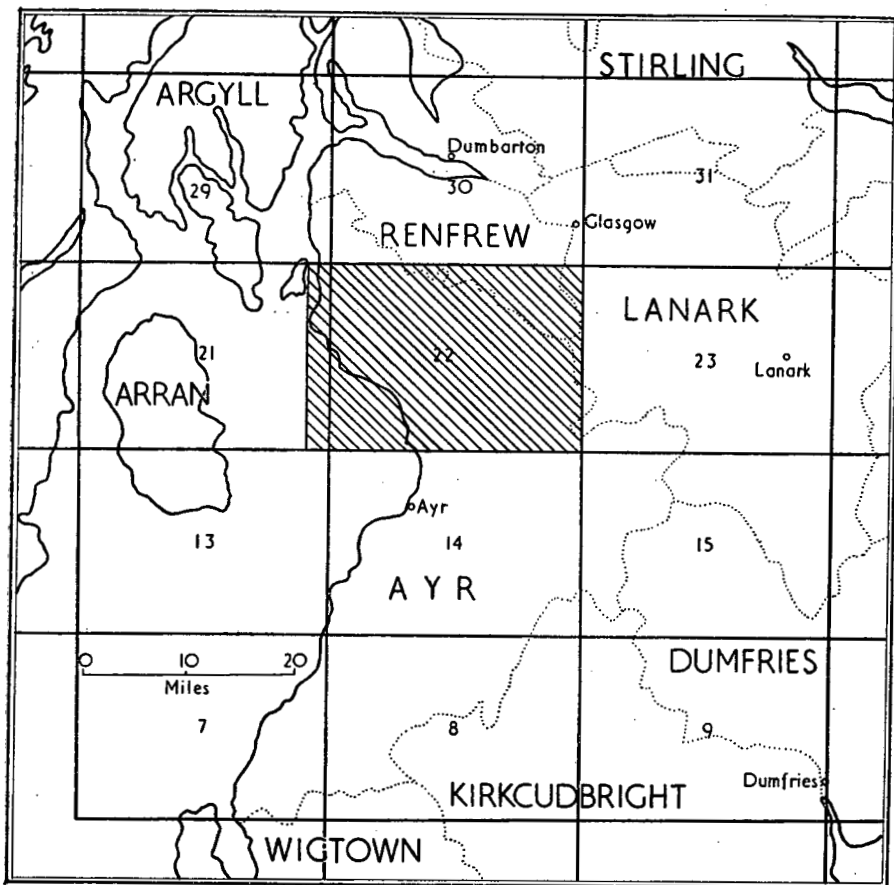 STIRLING
ARGYLL
Dumbarton
30
31
29
Glasgow
RENFREW
LANARK
21
22
23
Lanark
ARRAN
Ayr
13
14
15
AYR
0 10 20
Miles
DUMFRIES
7
8
9
Dumfries
KIRKCUDBRIGHT
WIGTOWN